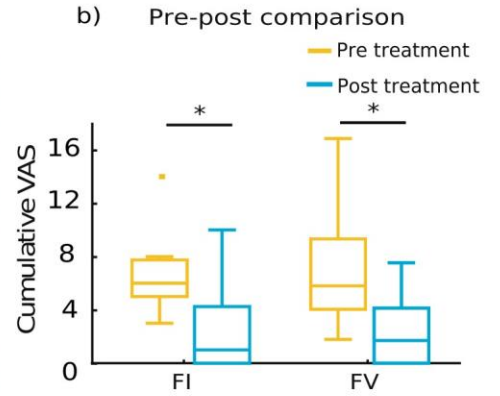 b) Pre-post comparison
Pre treatment
Post treatment
* *
Cumulative VAS
16
12
8
4
0
FI FV